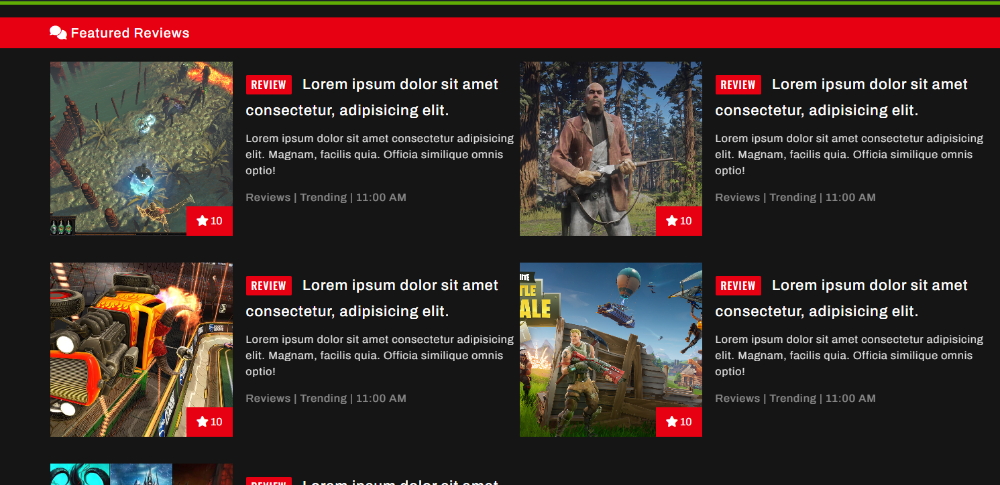 Featured Reviews
REVIEW Lorem ipsum dolor sit amet
consectetur, adipisicing elit.
Lorem ipsum dolor sit amet consectetur adipisicing
elit. Magnam, facilis quia. Officia similique omnis
optio!
Reviews | Trending | 11:00 AM
10
REVIEW Lorem ipsum dolor sit amet
consectetur, adipisicing elit.
Lorem ipsum dolor sit amet consectetur adipisicing
elit. Magnam, facilis quia. Officia similique omnis
optio!
Reviews | Trending | 11:00 AM
10
REVIEW Lorem ipsum dolor sit amet
consectetur, adipisicing elit.
Lorem ipsum dolor sit amet consectetur adipisicing
elit. Magnam, facilis quia. Officia similique omnis
optio!
Reviews | Trending | 11:00 AM
10
TLE
ALE
REVIEW Lorem ipsum dolor sit amet
consectetur, adipisicing elit.
Lorem ipsum dolor sit amet consectetur adipisicing
elit. Magnam, facilis quia. Officia similique omnis
optio!
Reviews | Trending | 11:00 AM
10
REVIEW Lorem ipsum dolor sit amet